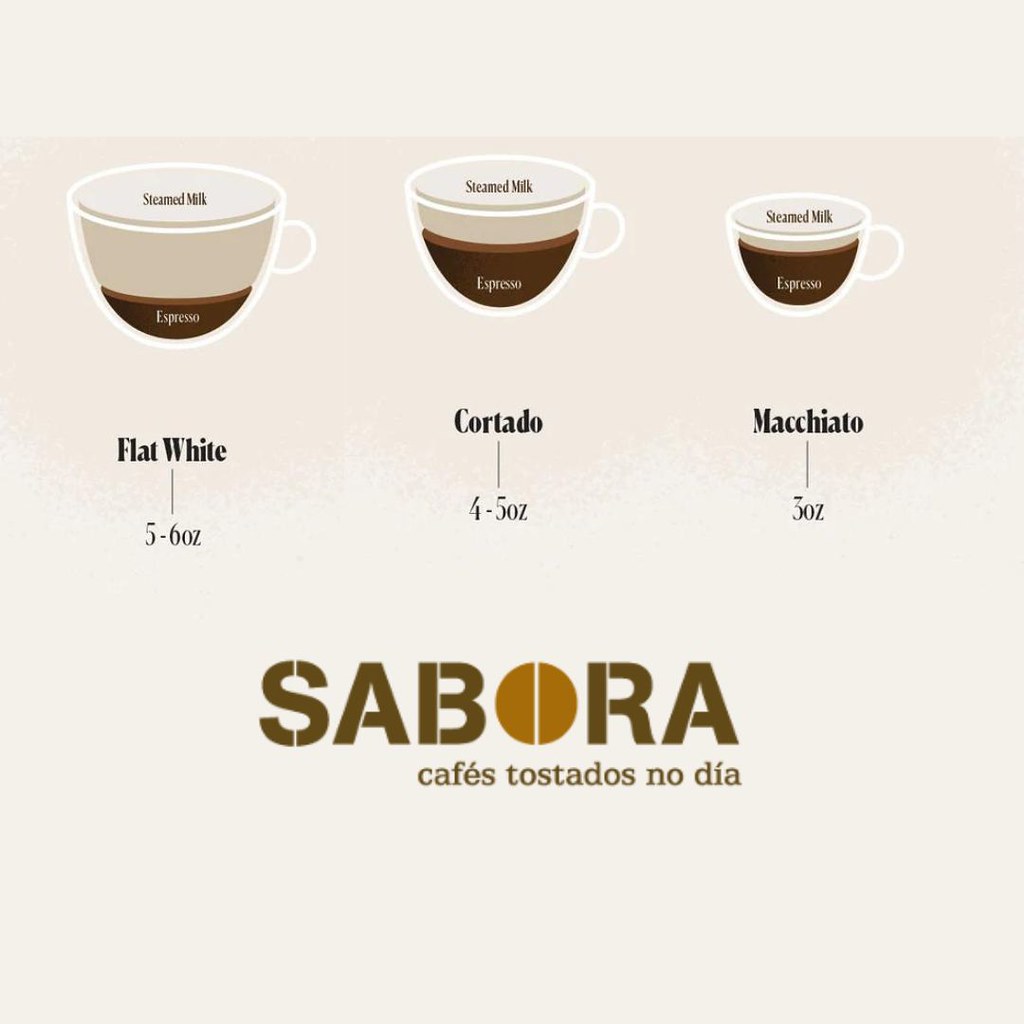 Steamed Milk
Espresso
Flat White
5-6oz
Steamed Milk
Espresso
Cortado
4-5oz
Steamed Milk
Espresso
Macchiato
3oz
SABORA
cafés tostados no día